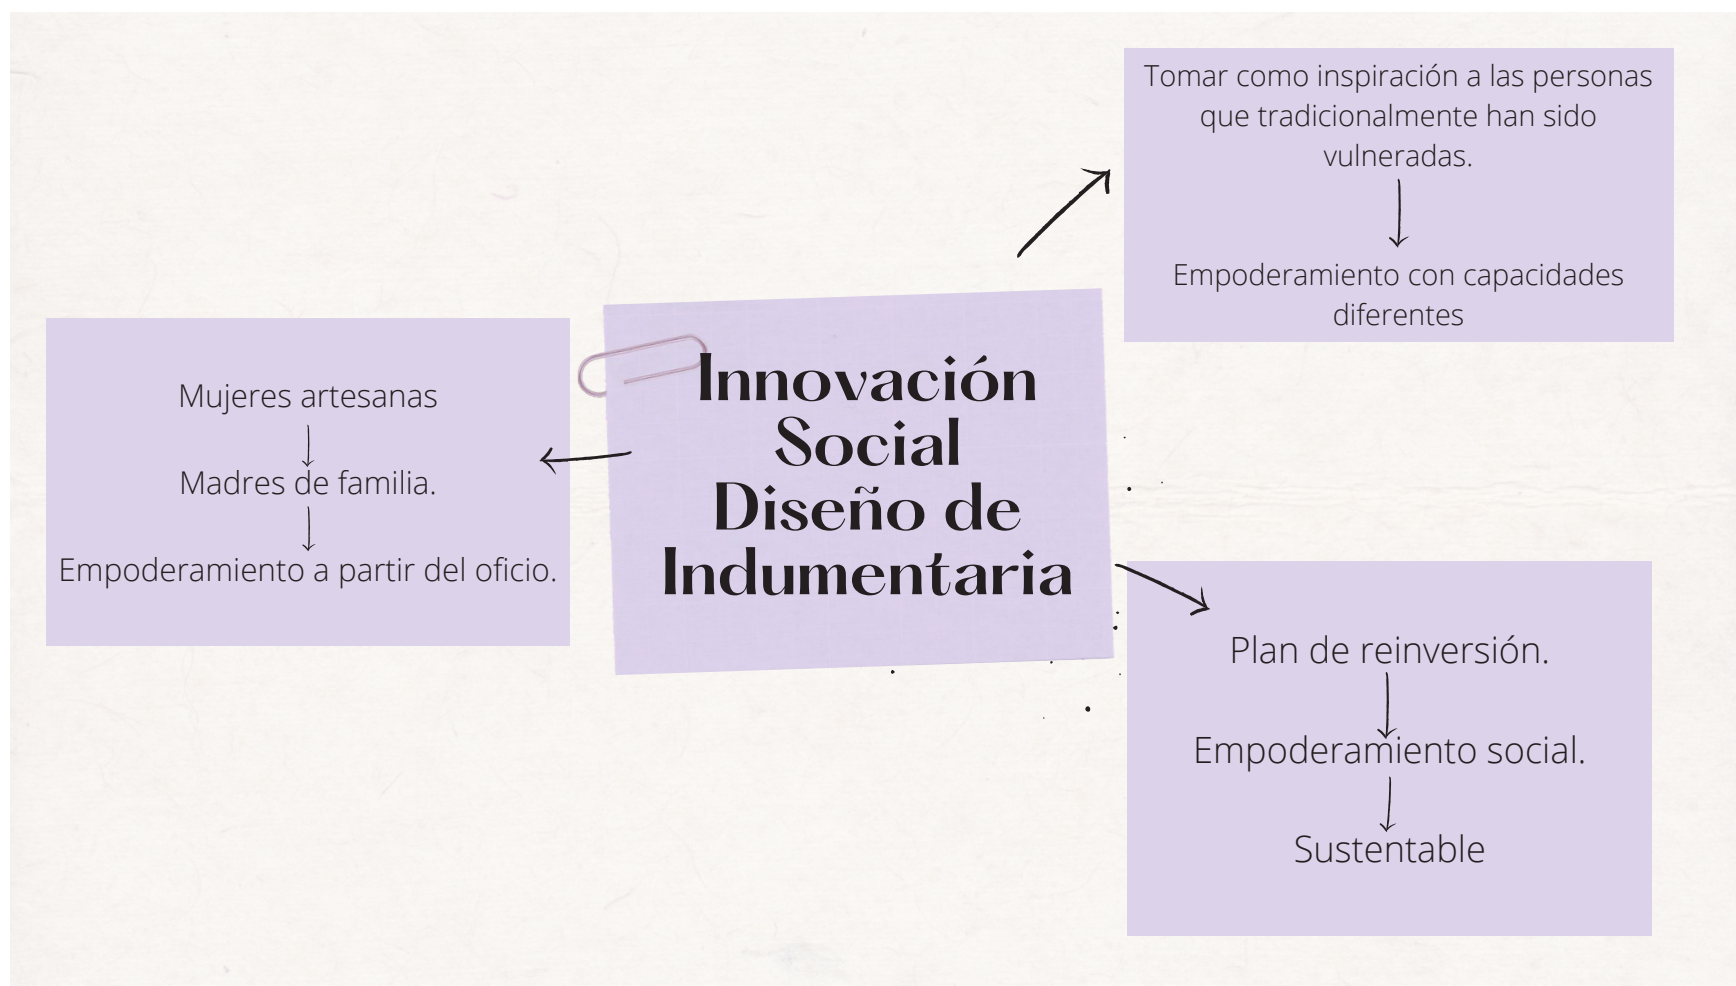 Innovación
Social
Diseño de
Indumentaria
Mujeres artesanas
Madres de familia.
Empoderamiento a partir del oficio.
Tomar como inspiración a las personas
que tradicionalmente han sido
vulneradas.
Empoderamiento con capacidades
diferentes
Plan de reinversión.
Empoderamiento social.
Sustentable